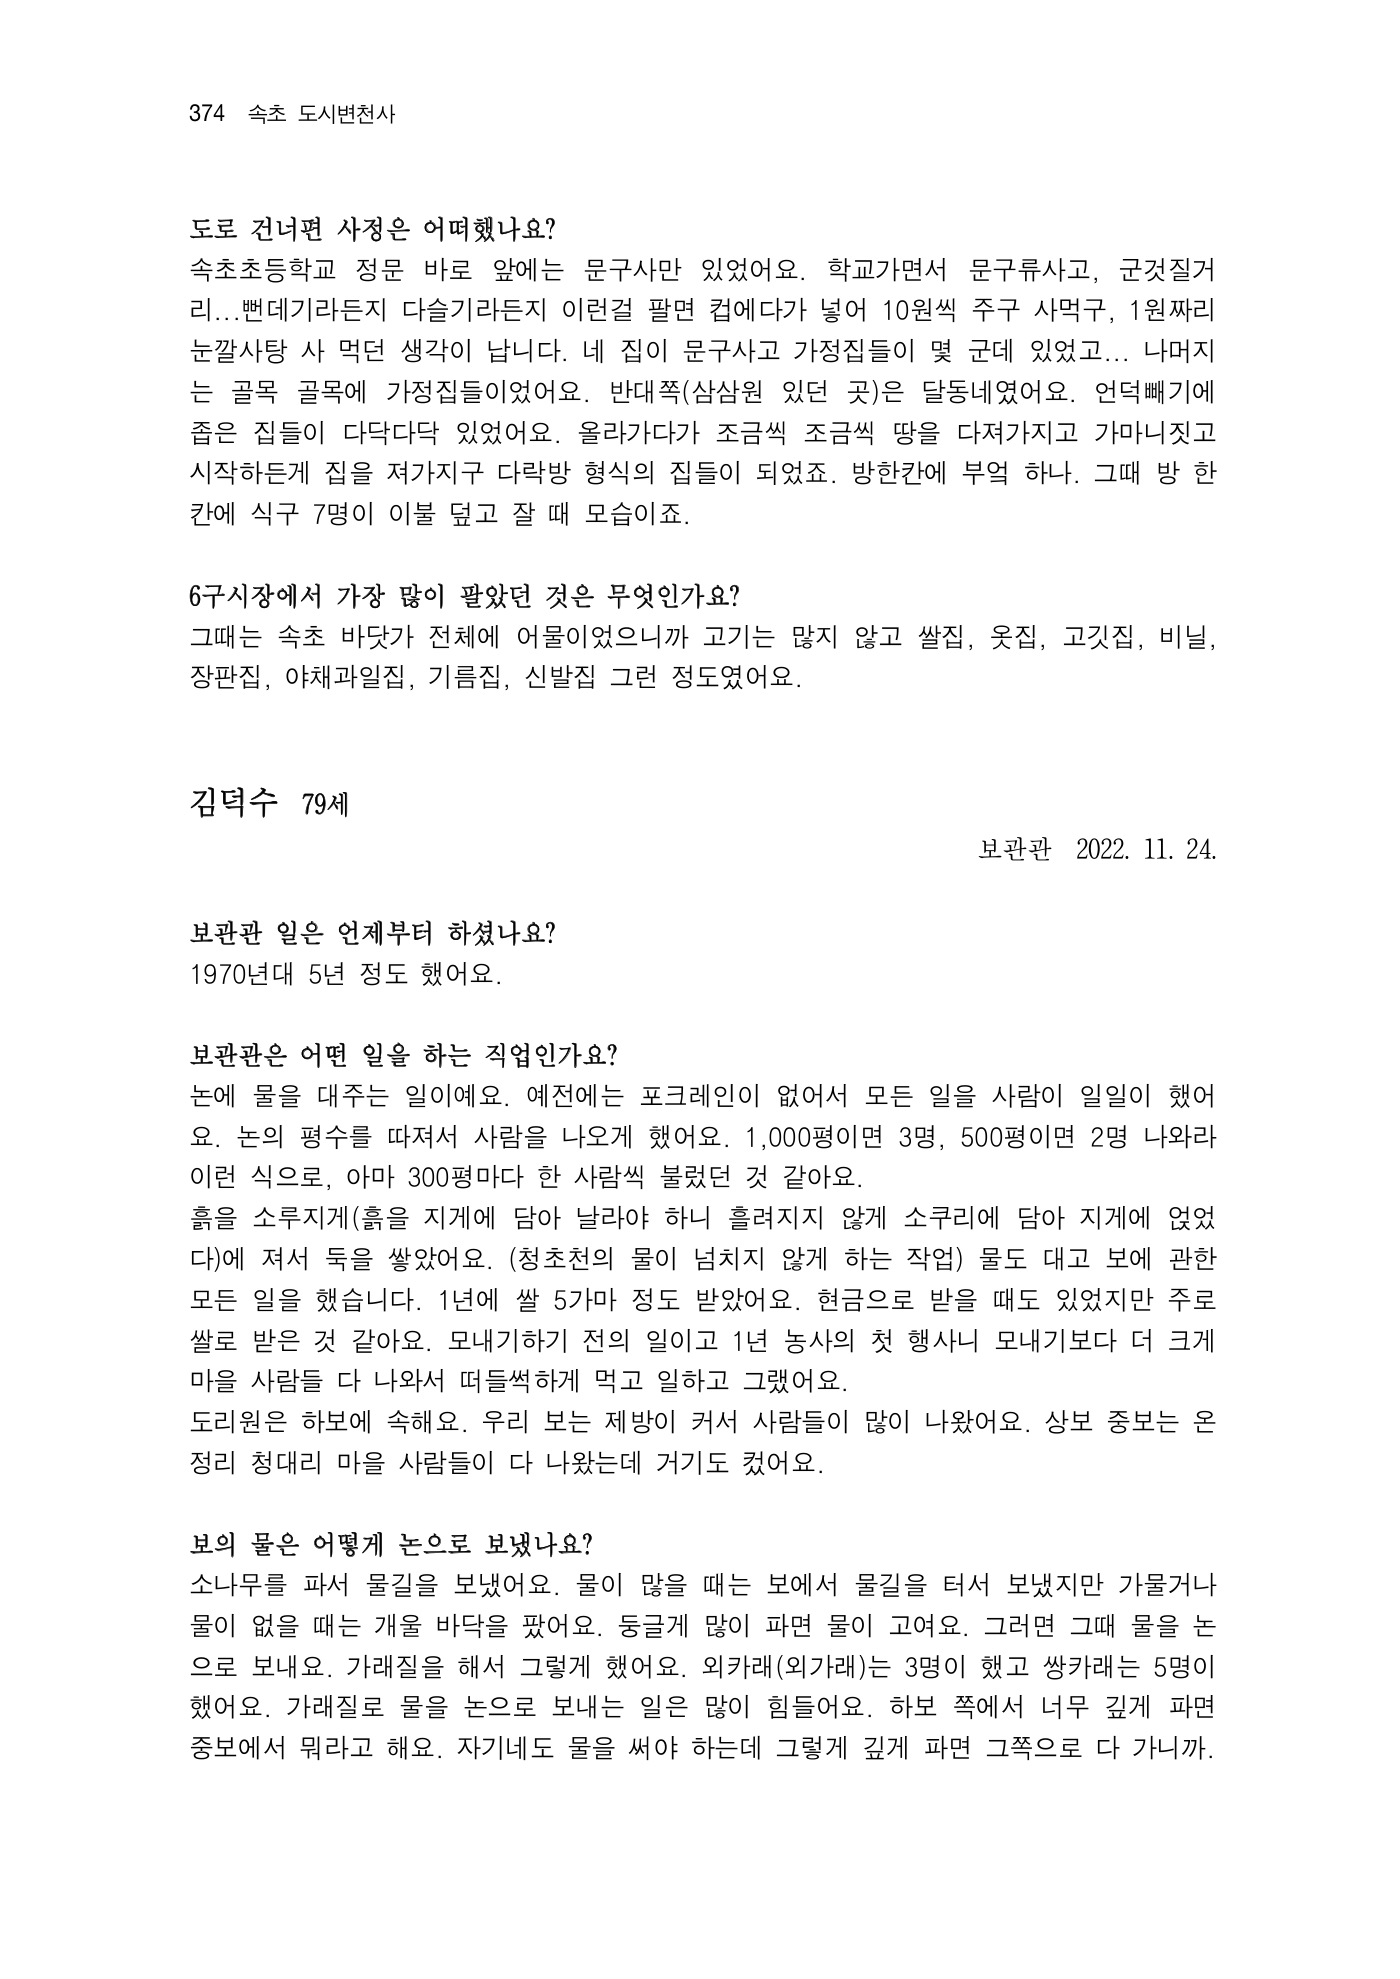 374 속초 도시변천사
도로 건너편 사정은 어떠했나요?
속초초등학교 정문 바로 앞에는 문구사만 있었어요. 학교가면서 문구류사고, 군것질거
리…뻔데기라든지 다슬기라든지 이런걸 팔면 컵에다가 넣어 10원씩 주구 사먹구, 1원짜리
눈깔사탕 사 먹던 생각이 납니다. 네 집이 문구사고 가정집들이 몇 군데 있었고… 나머지
는 골목 골목에 가정집들이었어요. 반대쪽(삼삼원 있던 곳)은 달동네였어요. 언덕빼기에
좁은 집들이 다닥다닥 있었어요. 올라가다가 조금씩 조금씩 땅을 다져가지고 가마니짓고
시작하든게 집을 져가지구 다락방 형식의 집들이 되었죠. 방한칸에 부엌 하나. 그때 방 한
칸에 식구 7명이 이불 덮고 잘 때 모습이죠.
6구시장에서 가장 많이 팔았던 것은 무엇인가요?
그때는 속초 바닷가 전체에 어물이었으니까 고기는 많지 않고 쌀집, 옷집, 고깃집, 비닐,
장판집, 야채과일집, 기름집, 신발집 그런 정도였어요.
김덕수 79세
보관관 2022. 11. 24.
보관관 일은 언제부터 하셨나요?
1970년대 5년 정도 했어요.
보관관은 어떤 일을 하는 직업인가요?
논에 물을 대주는 일이예요. 예전에는 포크레인이 없어서 모든 일을 사람이 일일이 했어
요. 논의 평수를 따져서 사람을 나오게 했어요. 1,000평이면 3명, 500평이면 2명 나와라
이런 식으로, 아마 300평마다 한 사람씩 불렀던 것 같아요.
흙을 소루지게(흙을 지게에 담아 날라야 하니 흘려지지 않게 소쿠리에 담아 지게에 얹었
다)에 져서 둑을 쌓았어요. (청초천의 물이 넘치지 않게 하는 작업) 물도 대고 보에 관한
모든 일을 했습니다. 1년에 쌀 5가마 정도 받았어요. 현금으로 받을 때도 있었지만 주로
쌀로 받은 것 같아요. 모내기하기 전의 일이고 1년 농사의 첫 행사니 모내기보다 더 크게
마을 사람들 다 나와서 떠들썩하게 먹고 일하고 그랬어요.
도리원은 하보에 속해요. 우리 보는 제방이 커서 사람들이 많이 나왔어요. 상보 중보는 온
정리 청대리 마을 사람들이 다 나왔는데 거기도 컸어요.
보의 물은 어떻게 논으로 보냈나요?
소나무를 파서 물길을 보냈어요. 물이 많을 때는 보에서 물길을 터서 보냈지만 가물거나
물이 없을 때는 개울 바닥을 팠어요. 둥글게 많이 파면 물이 고여요. 그러면 그때 물을 논
으로 보내요. 가래질을 해서 그렇게 했어요. 외카래(외가래)는 3명이 했고 쌍카래는 5명이
했어요. 가래질로 물을 논으로 보내는 일은 많이 힘들어요. 하보 쪽에서 너무 깊게 파면
중보에서 뭐라고 해요. 자기네도 물을 써야 하는데 그렇게 깊게 파면 그쪽으로 다 가니까.